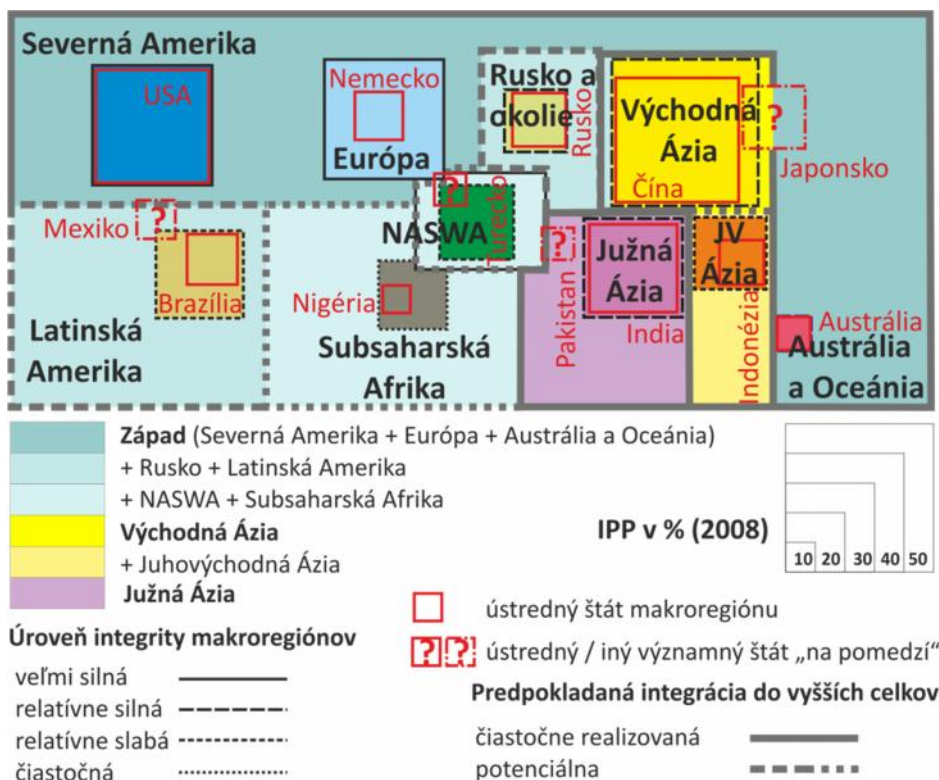 Severná Amerika
USA
Nemecko
Európa
Rusko a
okolie
Rusko
Východná
Ázia
Čína
?
Japonsko
Mexiko
?
Brazília
Latinská
Amerika
?
NASWA
Turecko
Nigéria
Subsaharská
Afrika
?
Pakistan
Južná
Ázia
India
JV
Ázia
Indonézia
Austrália
Austrália
a Oceánia
Západ (Severná Amerika + Európa + Austrália a Oceánia)
+ Rusko + Latinská Amerika
+ NASWA + Subsaharská Afrika
Východná Ázia
+ Juhovýchodná Ázia
Južná Ázia
IPP v % (2008)
10 20 30 40 50
Úroveň integrity makroregiónov
veľmi silná
relatívne silná
relatívne slabá
čiastočná
ústredný štát makroregiónu
? ? ústredný / iný významný štát „na pomedzí“
Predpokladaná integrácia do vyšších celkov
čiastočne realizovaná
potenciálna